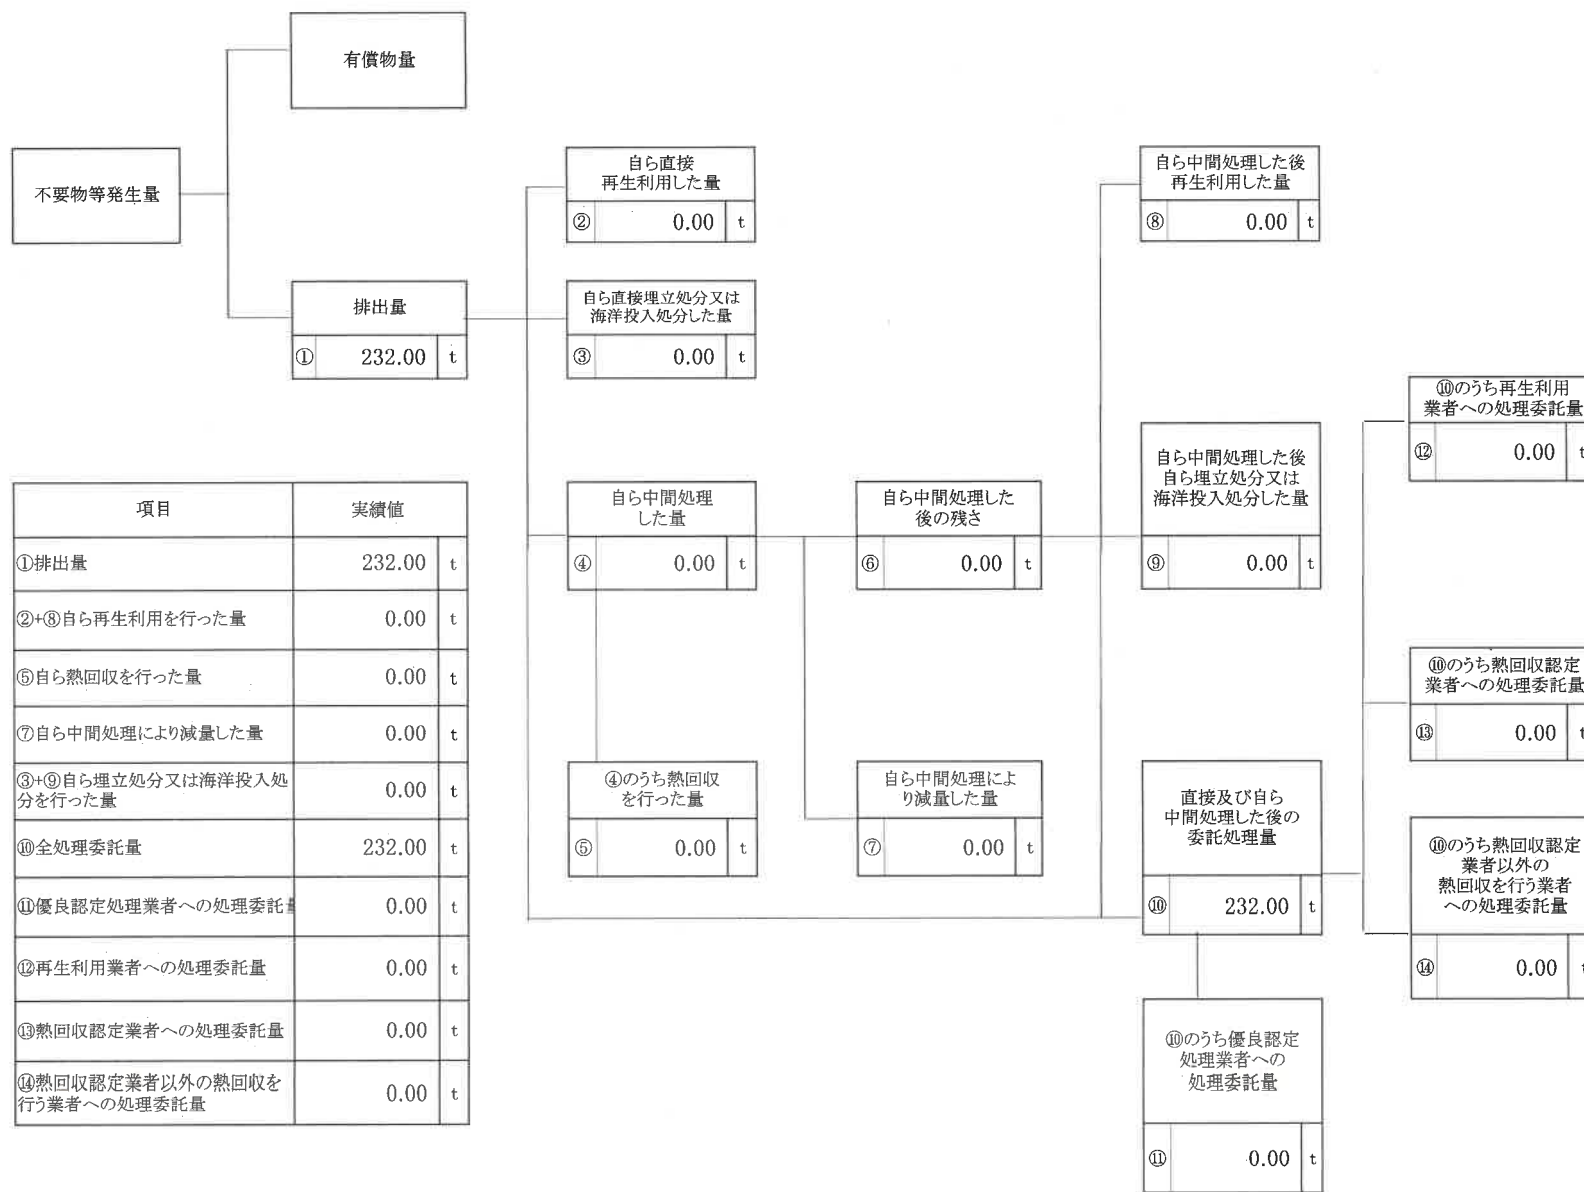 有償物量
不要物等発生量
排出量
① 232.00 t
自ら直接
再生利用した量
② 0.00 t
自ら直接埋立処分又は
海洋投入処分した量
③ 0.00 t
自ら中間処理
した量
④ 0.00 t
④のうち熱回収
を行った量
⑤ 0.00 t
自ら中間処理した
後の残さ
⑥ 0.00 t
自ら中間処理によ
り減量した量
⑦ 0.00 t
自ら中間処理した後
再生利用した量
⑧ 0.00 t
自ら中間処理した後
自ら埋立処分又は
海洋投入処分した量
⑨ 0.00 t
直接及び自ら
中間処理した後の
委託処理量
⑩ 232.00 t
⑩のうち優良認定
処理業者への
処理委託量
⑪ 0.00 t
⑩のうち再生利用
業者への処理委託量
⑫ 0.00 t
⑩のうち熱回収認定
業者への処理委託量
⑬ 0.00 t
⑩のうち熱回収認定
業者以外の
熱回収を行う業者
への処理委託量
⑭ 0.00 t
項目 実績値
①排出量 232.00 t
②+⑧自ら再生利用を行った量 0.00 t
⑤自ら熱回収を行った量 0.00 t
⑦自ら中間処理により減量した量 0.00 t
③+⑨自ら埋立処分又は海洋投入処
分を行った量 0.00 t
⑩全処理委託量 232.00 t
⑪優良認定処理業者への処理委託量 0.00 t
⑫再生利用業者への処理委託量 0.00 t
⑬熱回収認定業者への処理委託量 0.00 t
⑭熱回収認定業者以外の熱回収を
行う業者への処理委託量 0.00 t